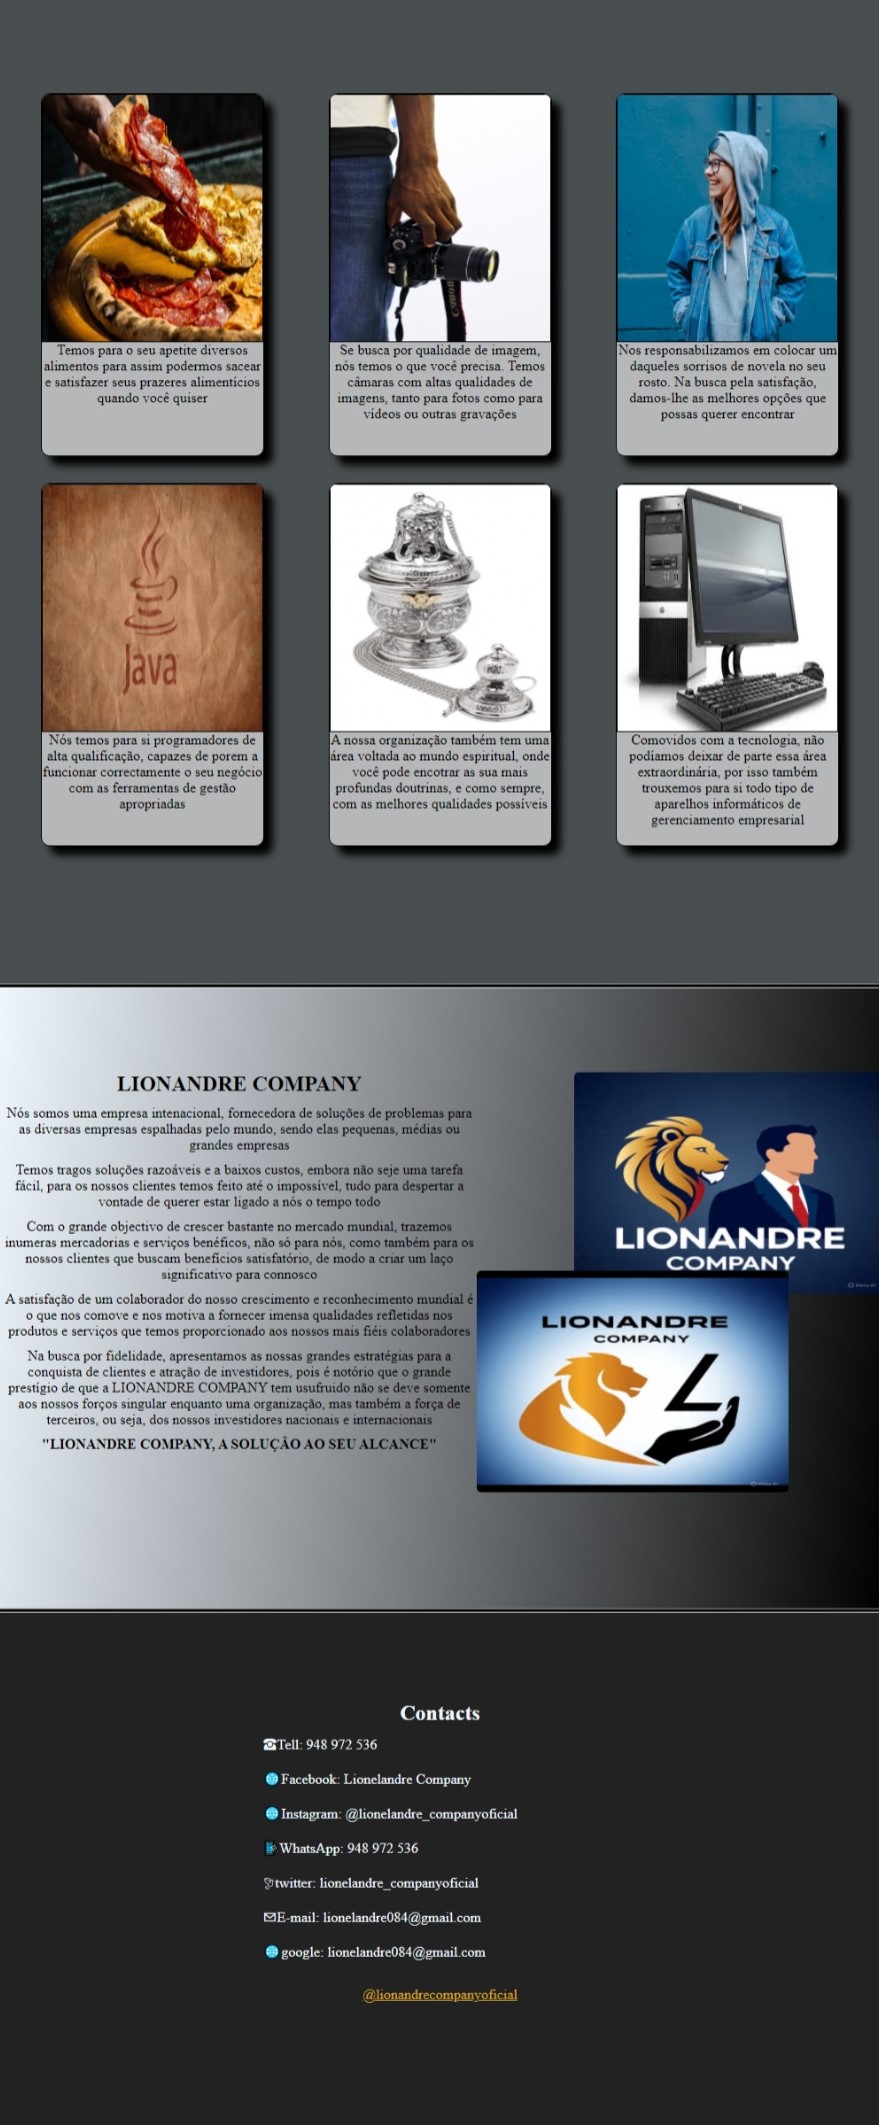 Temos para o seu apetite diversos
alimentos para assim podermos sacear
e satisfazer seus prazeres alimentícios
quando você quiser
Se busca por qualidade de imagem,
nós temos o que você precisa. Temos
câmaras com altas qualidades de
imagens, tanto para fotos como para
vídeos ou outras gravações
Nos responsabilizamos em colocar um
daqueles sorrisos de novela no seu
rosto. Na busca pela satisfação,
damos-lhe as melhores opções que
possas querer encontrar
Java
Nós temos para si programadores de
alta qualificação, capazes de porem a
funcionar correctamente o seu negócio
com as ferramentas de gestão
apropriadas
A nossa organização também tem uma
área voltada ao mundo espiritual, onde
você pode encotrar as sua mais
profundas doutrinas, e como sempre,
com as melhores qualidades possíveis
Comovidos com a tecnologia, não
podíamos deixar de parte essa área
extraordinária, por isso também
trouxemos para si todo tipo de
aparelhos informáticos de
gerenciamento empresarial
LIONANDRE COMPANY
Nós somos uma empresa intenacional, fornecedora de soluções de problemas para
as diversas empresas espalhadas pelo mundo, sendo elas pequenas, médias ou
grandes empresas
Temos tragos soluções razoáveis e a baixos custos, embora não seje uma tarefa
fácil, para os nossos clientes temos feito até o impossível, tudo para despertar a
vontade de querer estar ligado a nós o tempo todo
Com o grande objectivo de crescer bastante no mercado mundial, trazemos
inumeras mercadorias e serviços benéficos, não só para nós, como também para os
nossos clientes que buscam benefícios satisfatório, de modo a criar um laço
significativo para connosco
A satisfação de um colaborador do nosso crescimento e reconhecimento mundial é
o que nos comove e nos motiva a fornecer imensa qualidades refletidas nos
produtos e serviços que temos proporcionado aos nossos mais fiéis colaboradores
Na busca por fidelidade, apresentamos as nossas grandes estratégias para a
conquista de clientes e atração de investidores, pois é notório que o grande
prestígio de que a LIONANDRE COMPANY tem usufruido não se deve somente
aos nossos forços singular enquanto uma organização, mas também a força de
terceiros, ou seja, dos nossos investidores nacionais e internacionais
"LIONANDRE COMPANY, A SOLUÇÃO AO SEU ALCANCE"
LIONANDRE
COMPANY
Meta AI
LIONANDRE
COMPANY
L
Meta AI
Contacts
Tell: 948 972 536
Facebook: Lionelandre Company
Instagram: @lionelandre_companyoficial
WhatsApp: 948 972 536
twitter: lionelandre_companyoficial
E-mail: lionelandre084@gmail.com
google: lionelandre084@gmail.com
@lionandrecompanyoficial